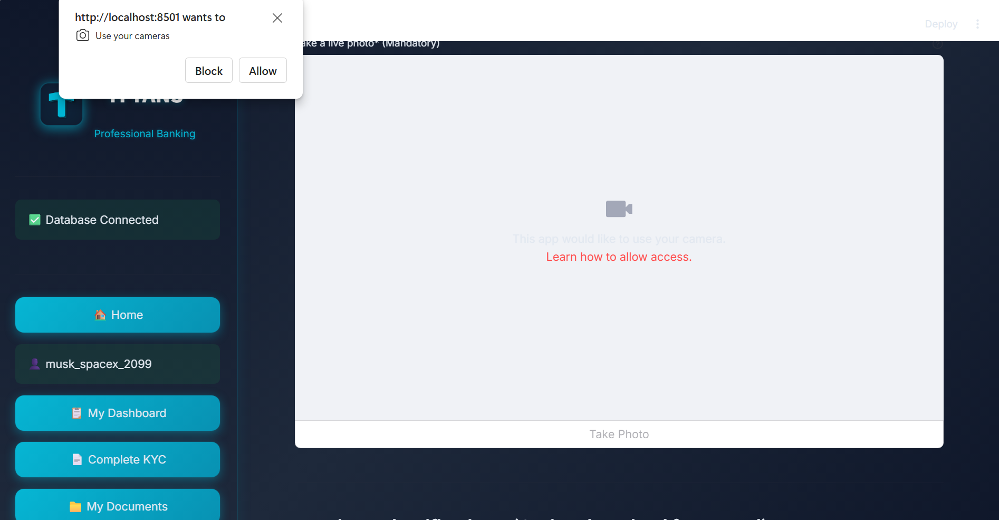 http://localhost:8501 wants to
Use your cameras
Block
Allow
Deploy
ake a live photo* (Mandatory)
Professional Banking
✅ Database Connected
🏠 Home
👤 musk_spacex_2099
📋 My Dashboard
📄 Complete KYC
📁 My Documents
This app would like to use your camera.
Learn how to allow access.
Take Photo